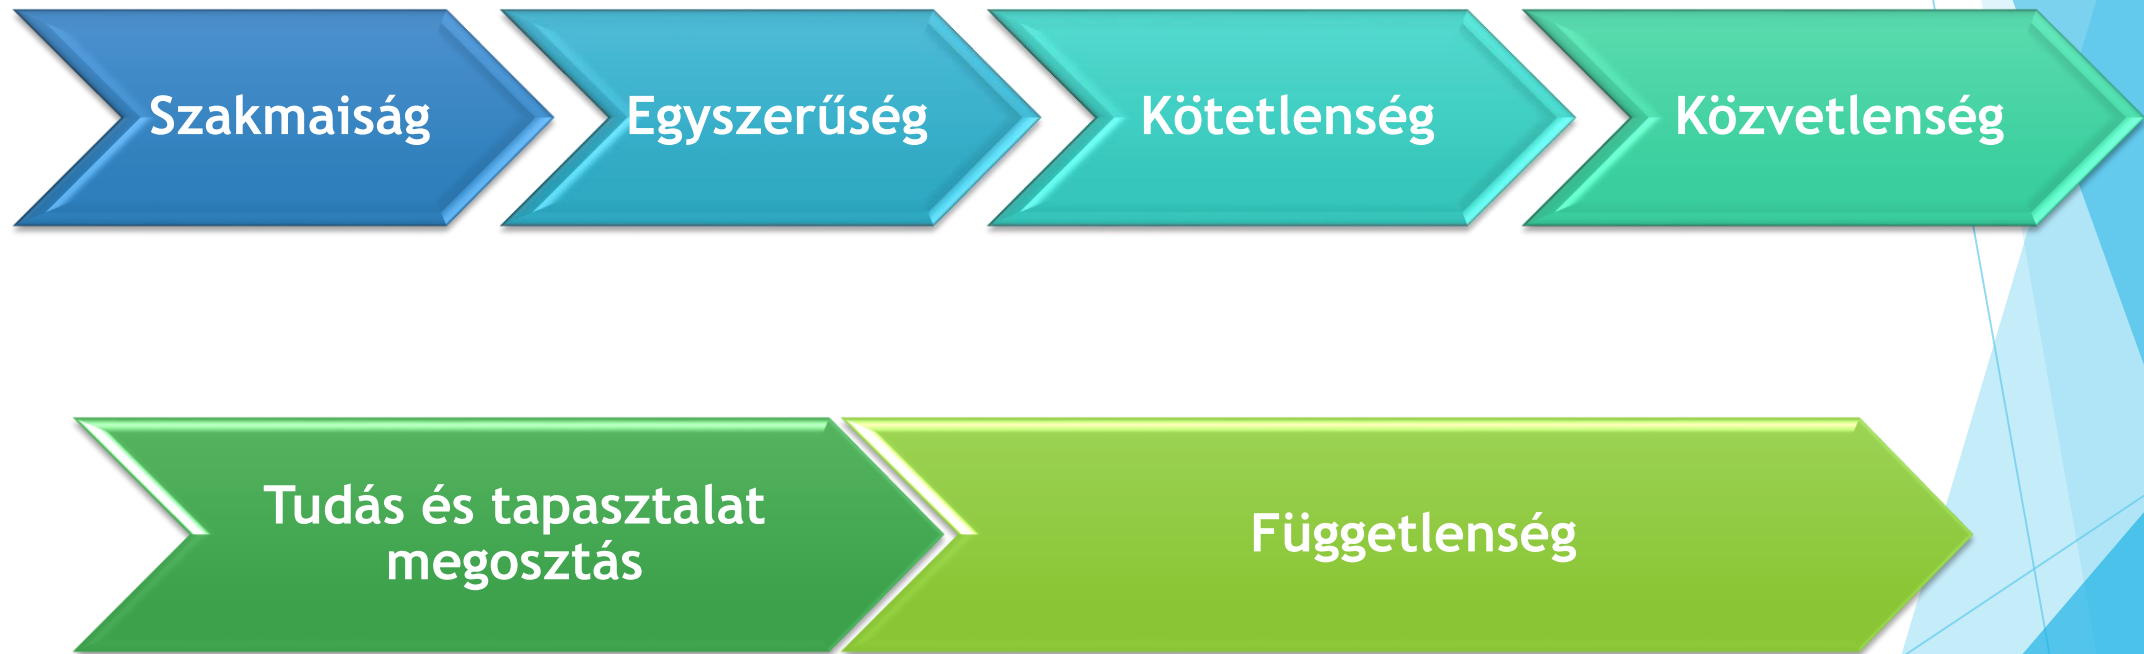 Szakmaiság
Egyszerűség
Kötetlenség
Közvetlenség
Tudás és tapasztalat
megosztás
Függetlenség